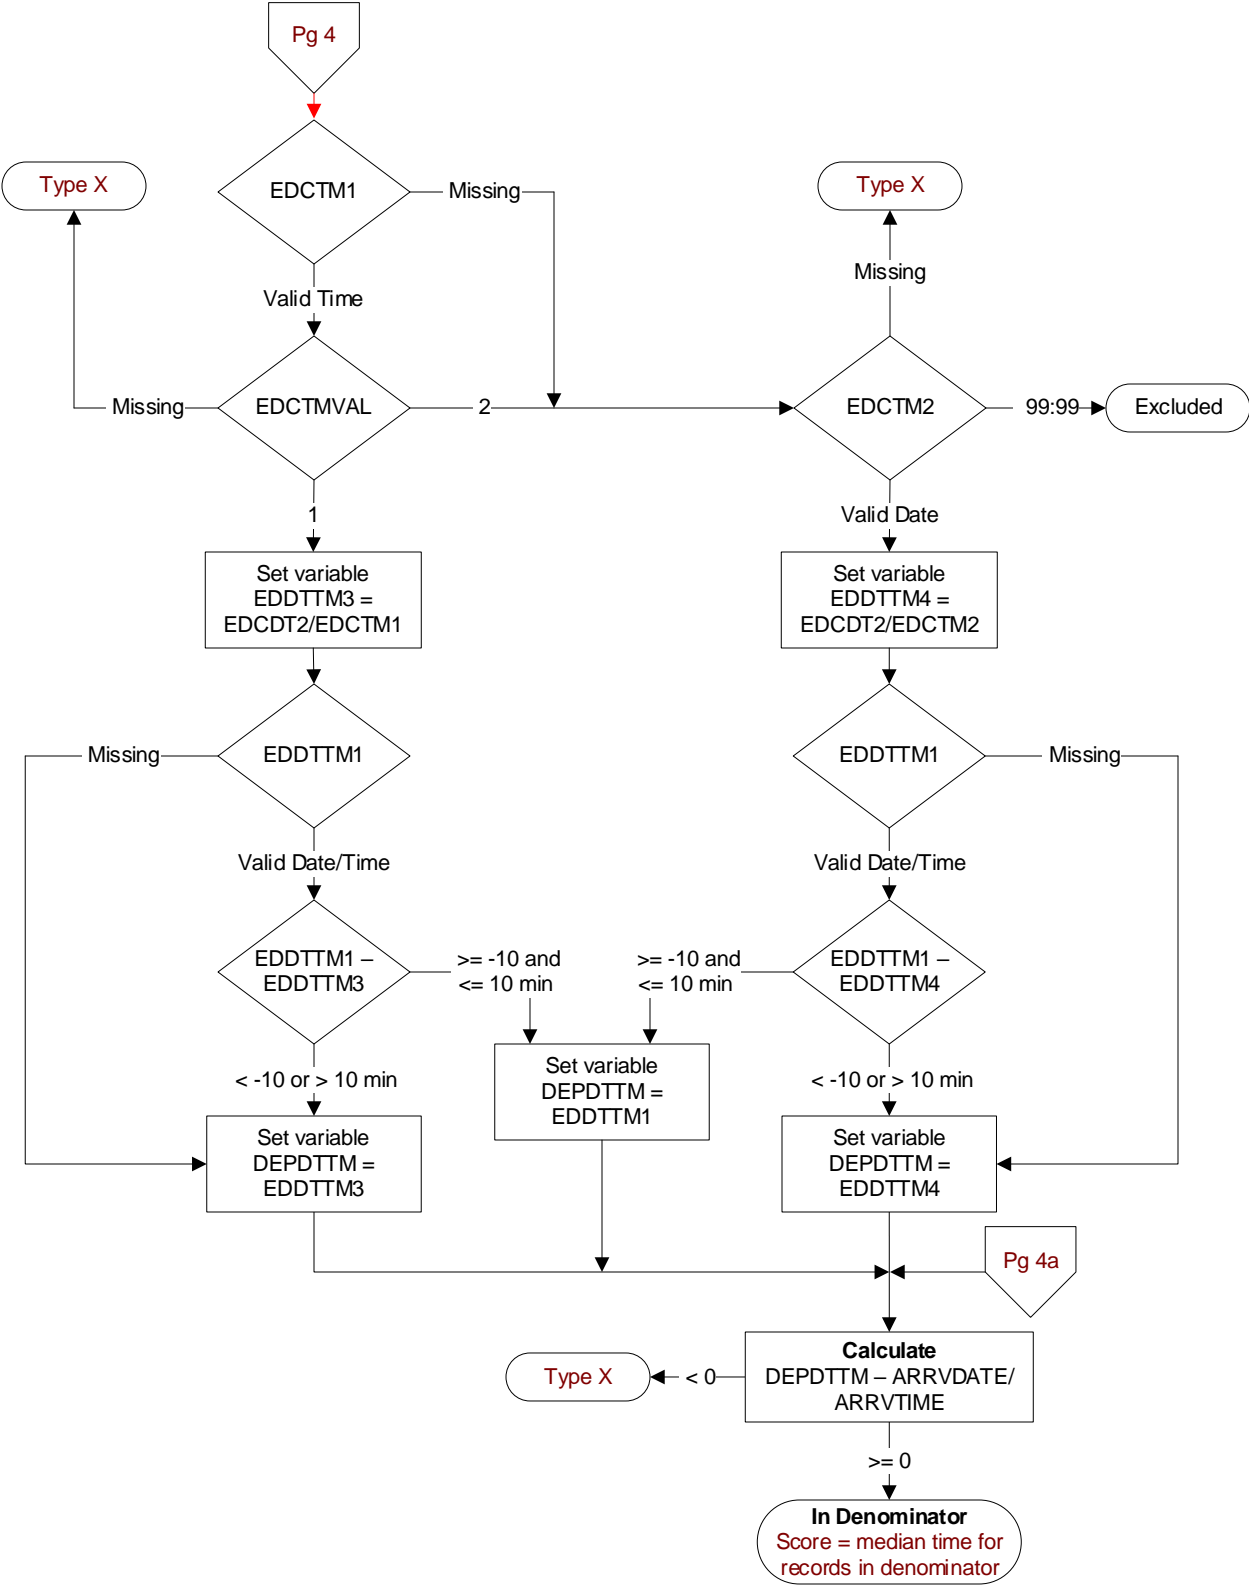 Pg 4
EDCTM1
Missing
Type X
Type X
Missing
Valid Time
Missing
EDCTMVAL
2
EDCTM2
99:99
Excluded
1
Valid Date
Set variable
EDDTTM3 =
EDCDT2/EDCTM1
Set variable
EDDTTM4 =
EDCDT2/EDCTM2
Missing
EDDTTM1
EDDTTM1
Missing
Valid Date/Time
Valid Date/Time
EDDTTM1 –
EDDTTM3
>= -10 and
<= 10 min
>= -10 and
<= 10 min
EDDTTM1 –
EDDTTM4
< -10 or > 10 min
Set variable
DEPDTTM =
EDDTTM1
< -10 or > 10 min
Set variable
DEPDTTM =
EDDTTM3
Set variable
DEPDTTM =
EDDTTM4
Pg 4a
Calculate
DEPDTTM – ARRVDATE/
ARRVTIME
< 0
Type X
>= 0
In Denominator
Score = median time for
records in denominator